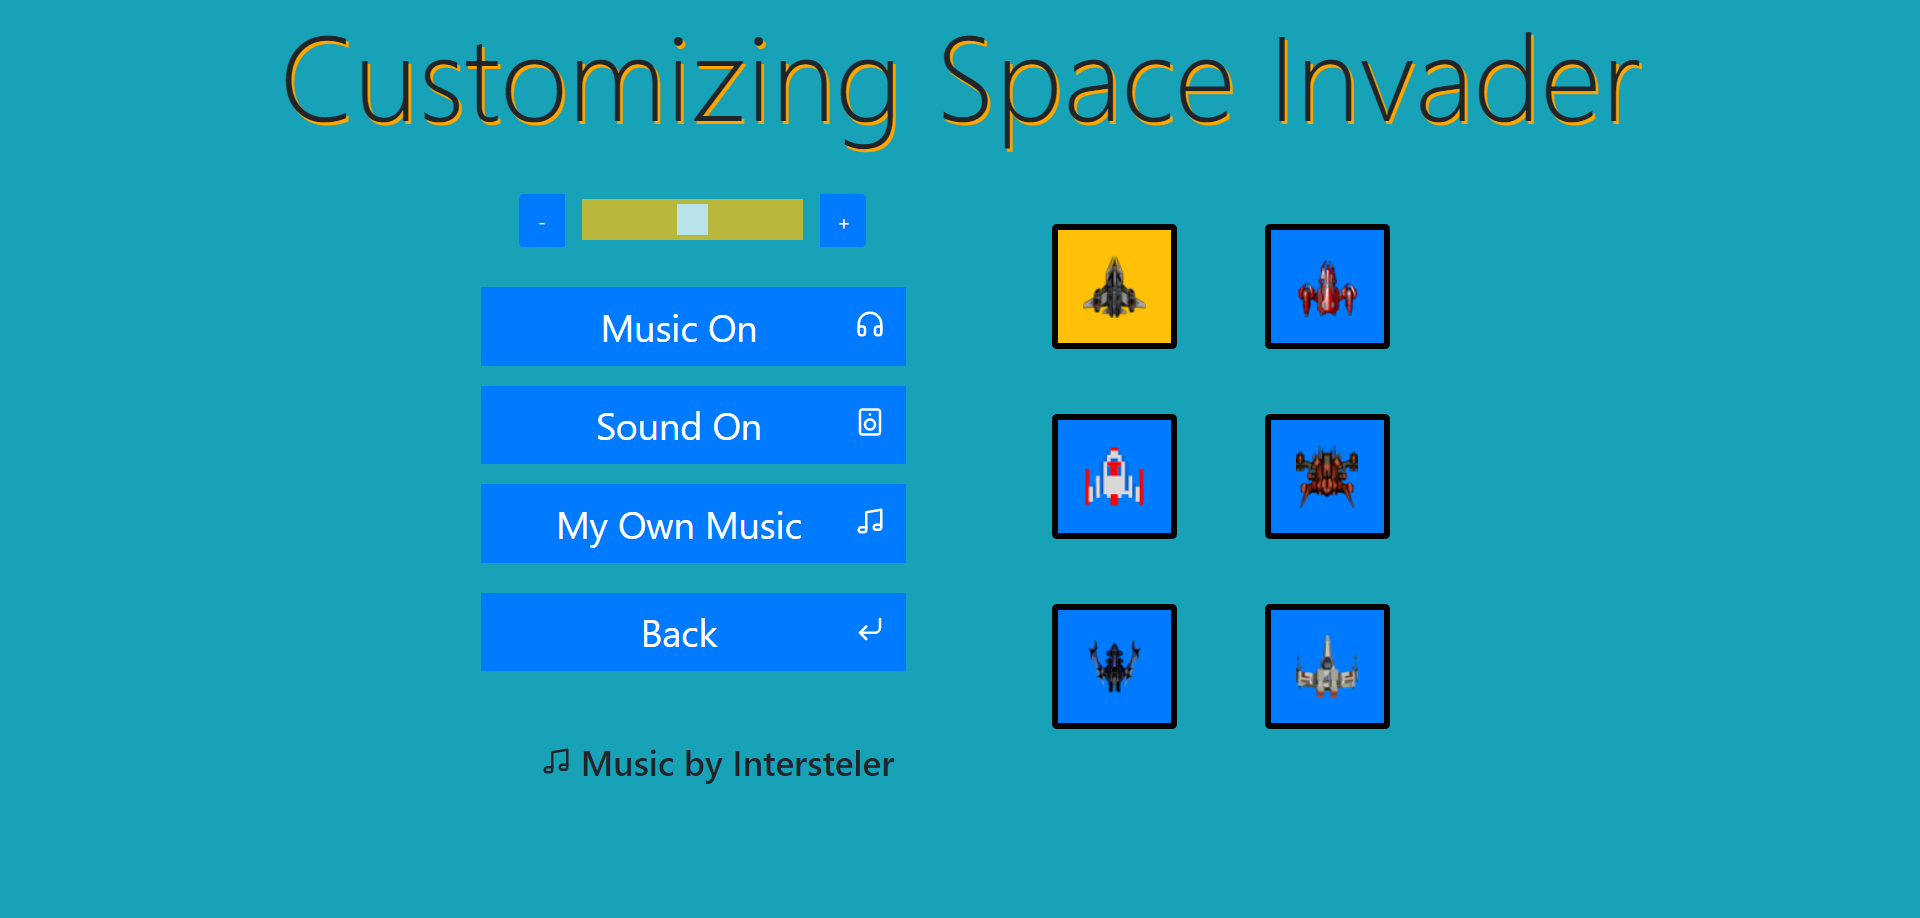 Customizing Space Invader
- +
Music On
Sound On
My Own Music
Back
Music by Intersteler